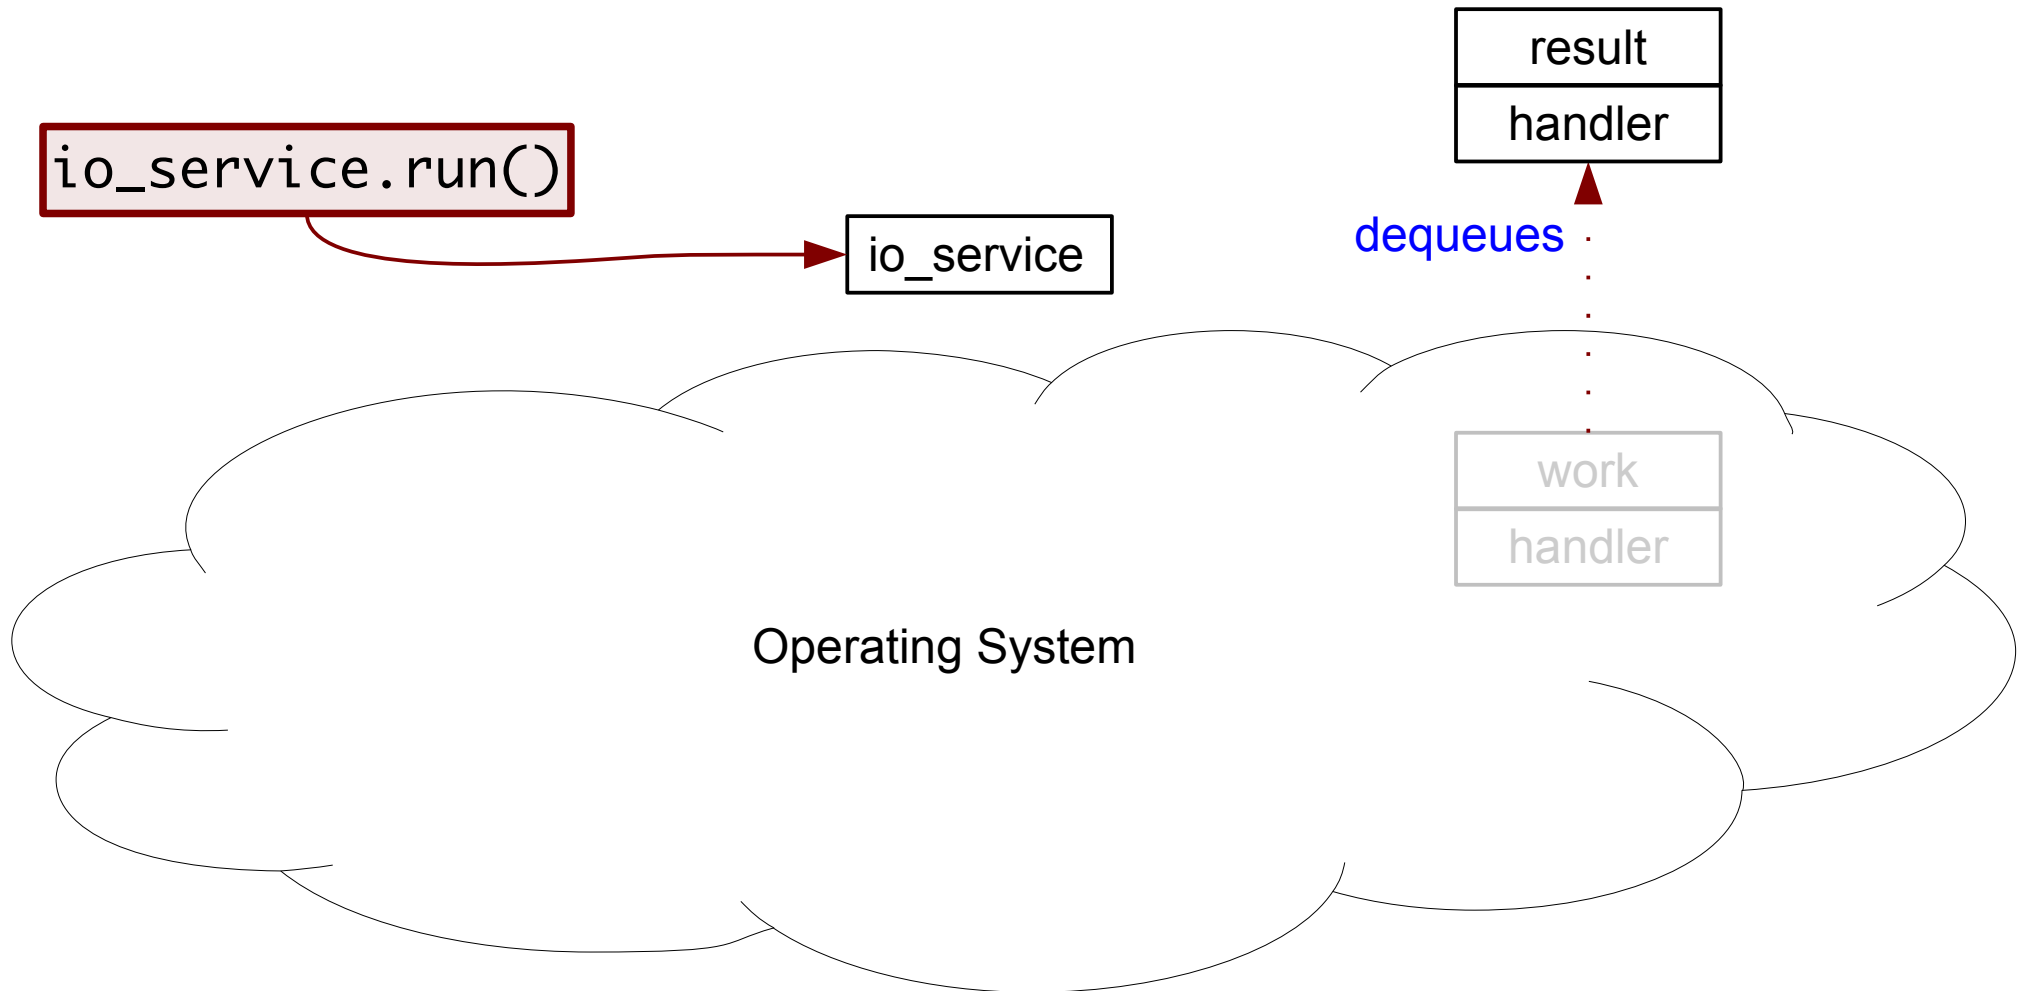 result
handler
io_service.run()
dequeues
io_service
work
handler
Operating System